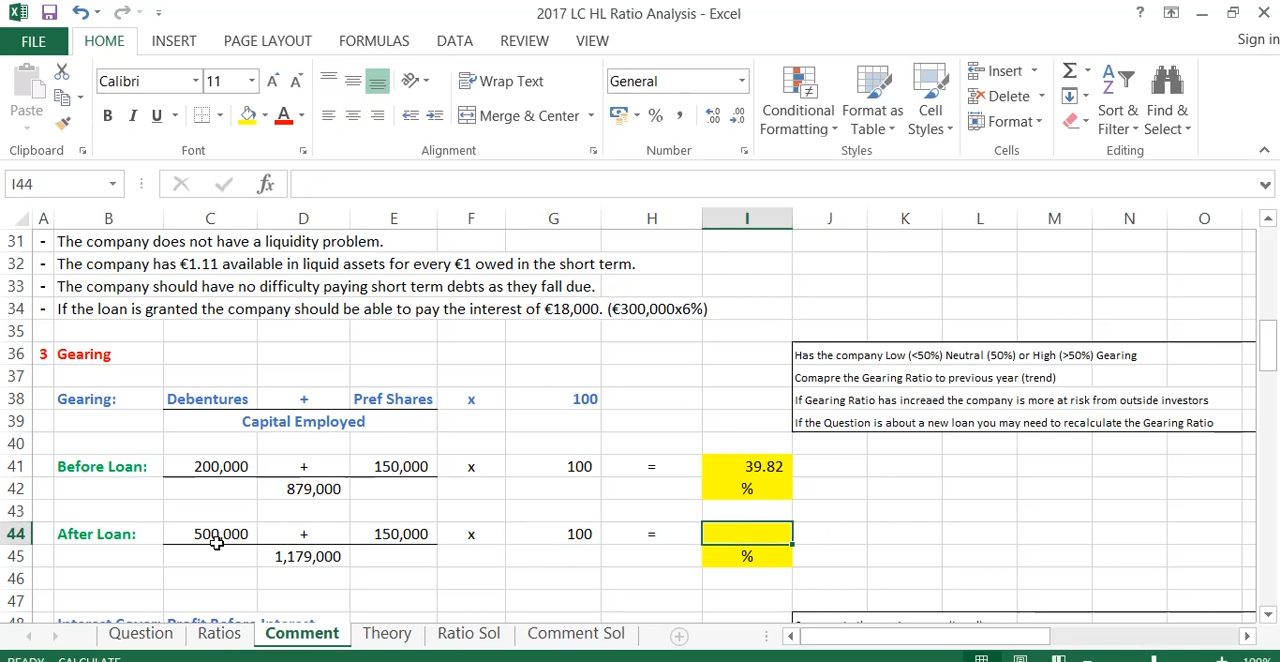 2017 LC HL Ratio Analysis - Excel
?
Sign in
FILE HOME INSERT PAGE LAYOUT FORMULAS DATA REVIEW VIEW
Paste
Calibri 11
B I U
Wrap Text
Merge & Center
General
% ,
Conditional Formatting
Format as Table
Cell Styles
Insert
Delete
Format
Sort & Filter
Find & Select
Clipboard Font Alignment Number Styles Cells Editing
I44 fx
A B C D E F G H I J K L M N O
31 - The company does not have a liquidity problem.
32 - The company has €1.11 available in liquid assets for every €1 owed in the short term.
33 - The company should have no difficulty paying short term debts as they fall due.
34 - If the loan is granted the company should be able to pay the interest of €18,000. (€300,000x6%)
35
36 3 Gearing Has the company Low (<50%) Neutral (50%) or High (>50%) Gearing
37 Comapre the Gearing Ratio to previous year (trend)
38 Gearing: Debentures + Pref Shares x 100 If Gearing Ratio has increaed the company is more at risk from outside investors
39 Capital Employed If the Question is about a new loan you may need to recalculate the Gearing Ratio
40
41 Before Loan: 200,000 + 150,000 x 100 = 39.82
42 879,000 %
43
44 After Loan: 500,000 + 150,000 x 100 =
45 1,179,000 %
46
47
Question Ratios Comment Theory Ratio Sol Comment Sol
READY CALCULATE 100%